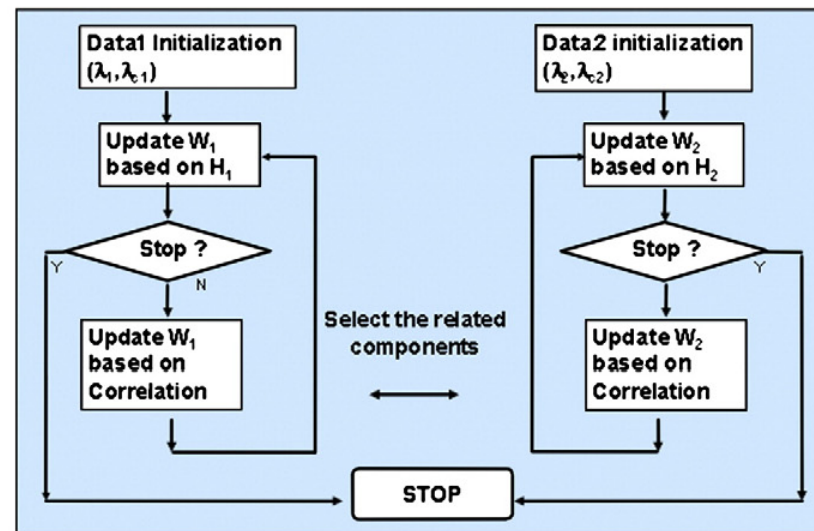 Data1 Initialization
(λ₁,λc1)
Update W₁
based on H₁
Stop ?
Y
N
Update W₁
based on
Correlation
Select the related
components
Data2 initialization
(λ₂,λc2)
Update W₂
based on H₂
Stop ?
Y
Update W₂
based on
Correlation
STOP